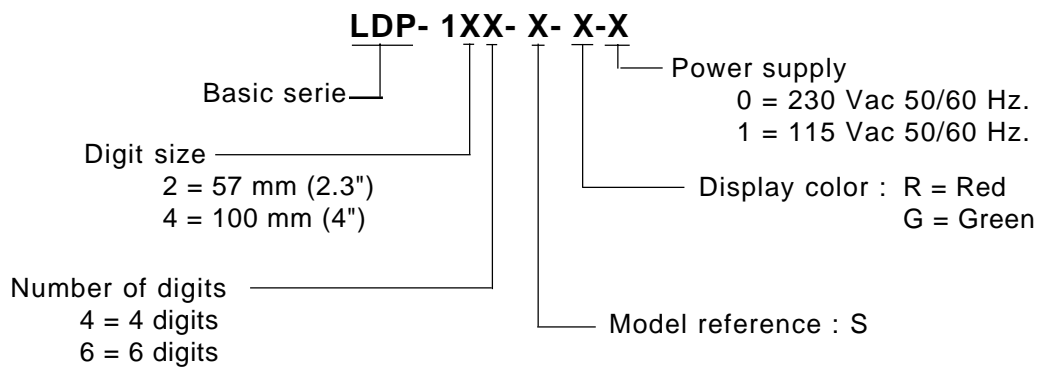 LDP- 1XX- X- X-X
Power supply
0 = 230 Vac 50/60 Hz.
1 = 115 Vac 50/60 Hz.
Basic serie
Digit size
2 = 57 mm (2.3")
4 = 100 mm (4")
Display color : R = Red
G = Green
Number of digits
4 = 4 digits
6 = 6 digits
Model reference : S